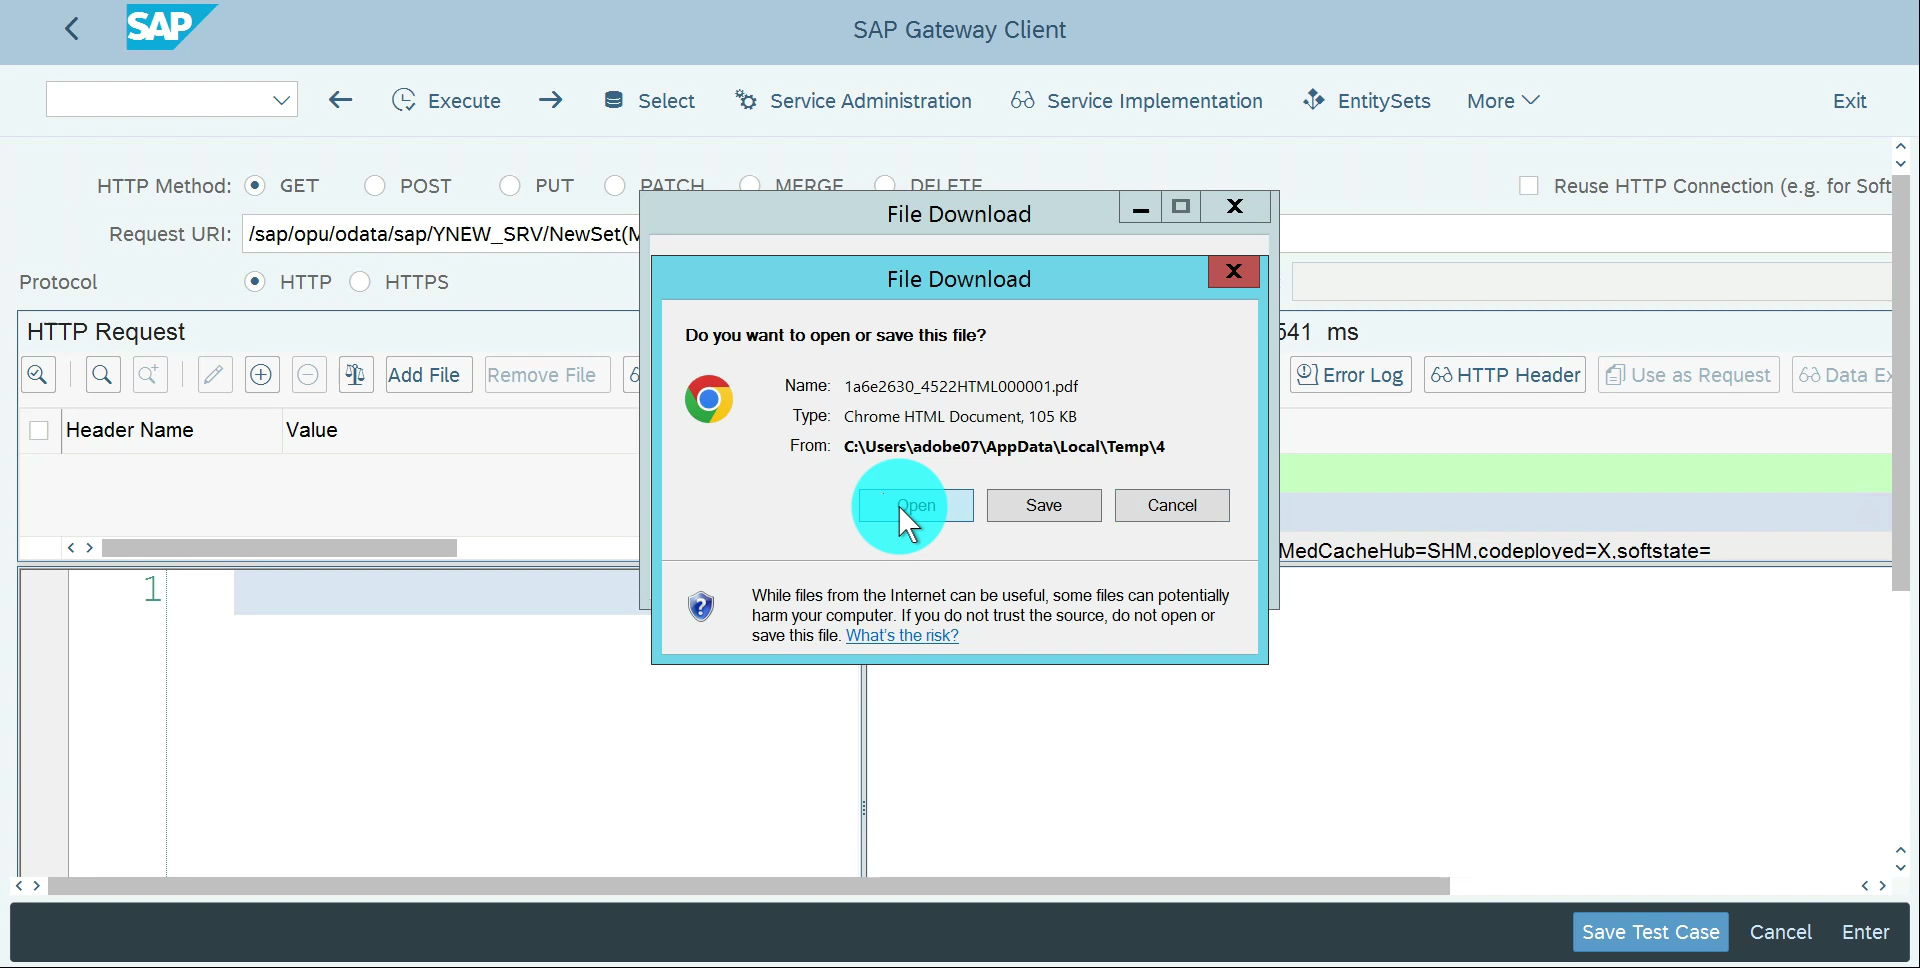 SAP
SAP Gateway Client
Execute Select Service Administration Service Implementation EntitySets More Exit
HTTP Method: GET POST PUT PATCH MERGE DELETE Reuse HTTP Connection (e.g. for Soft
Request URI: /sap/opu/odata/sap/YNEW_SRV/NewSet(M
Protocol HTTP HTTPS
HTTP Request
541 ms
Add File Remove File
Error Log HTTP Header Use as Request Data Ex
Header Name Value
MedCacheHub=SHM,codeployed=X,softstate=
1
File Download
X
File Download
X
Do you want to open or save this file?
Name: 1a6e2630_4522HTML000001.pdf
Type: Chrome HTML Document, 105 KB
From: C:\Users\adobe07\AppData\Local\Temp\4
Open Save Cancel
While files from the Internet can be useful, some files can potentially
harm your computer. If you do not trust the source, do not open or
save this file. What's the risk?
Save Test Case Cancel Enter